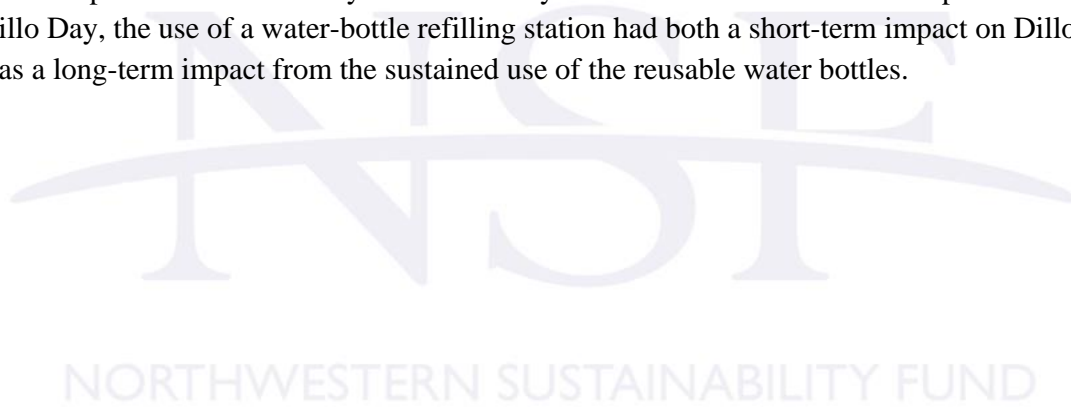 illo Day, the use of a water-bottle refilling station had both a short-term impact on Dillo
as a long-term impact from the sustained use of the reusable water bottles.
NSF
NORTHWESTERN SUSTAINABILITY FUND